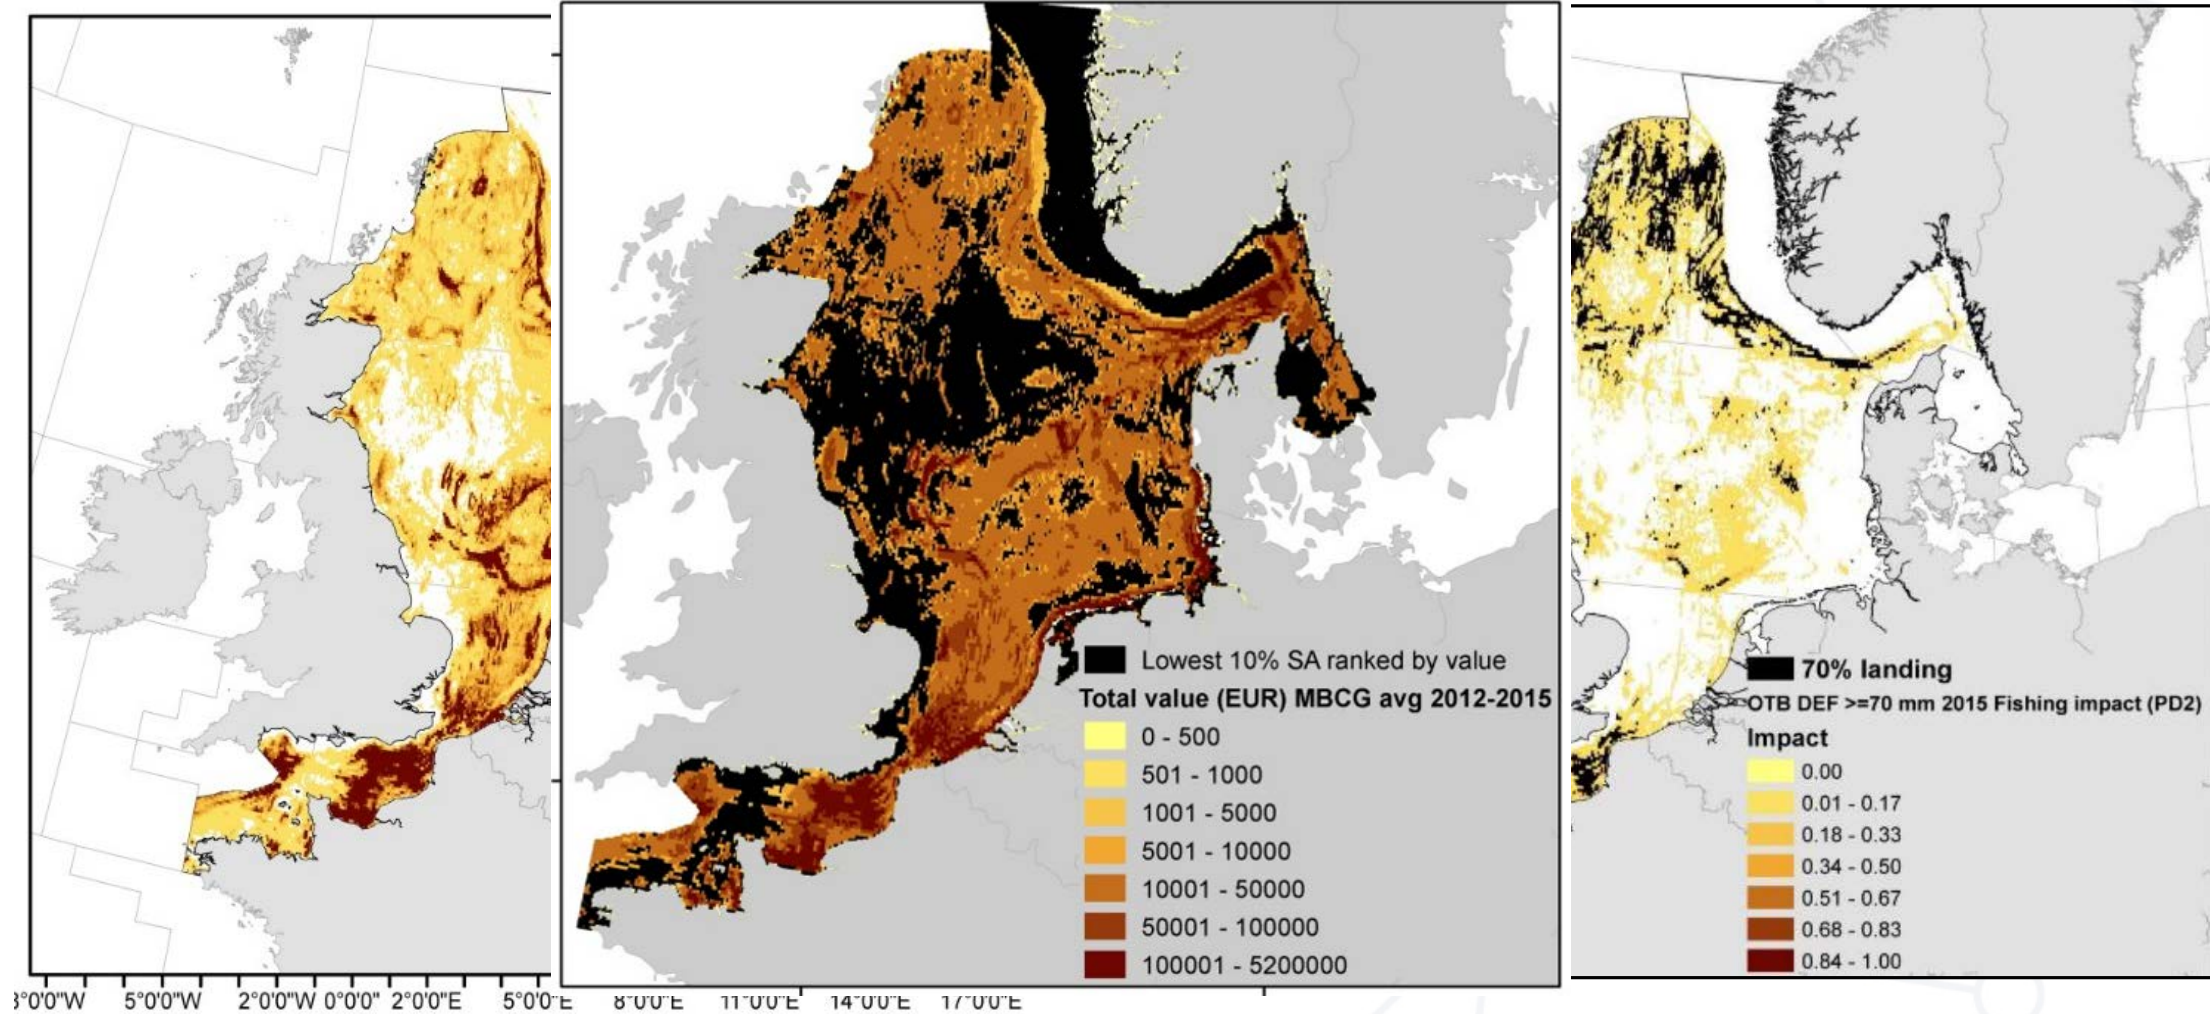 Lowest 10% SA ranked by value
Total value (EUR) MBCG avg 2012-2015
0 - 500
501 - 1000
1001 - 5000
5001 - 10000
10001 - 50000
50001 - 100000
100001 - 5200000
70% landing
OTB DEF >=70 mm 2015 Fishing impact (PD2)
Impact
0.00
0.01 - 0.17
0.18 - 0.33
0.34 - 0.50
0.51 - 0.67
0.68 - 0.83
0.84 - 1.00
5°0'0"W 2°0'0"W 0°0'0" 2°0'0"E 5°0'0"E 8°0'0"E 11°0'0"E 14°0'0"E 17°0'0"E